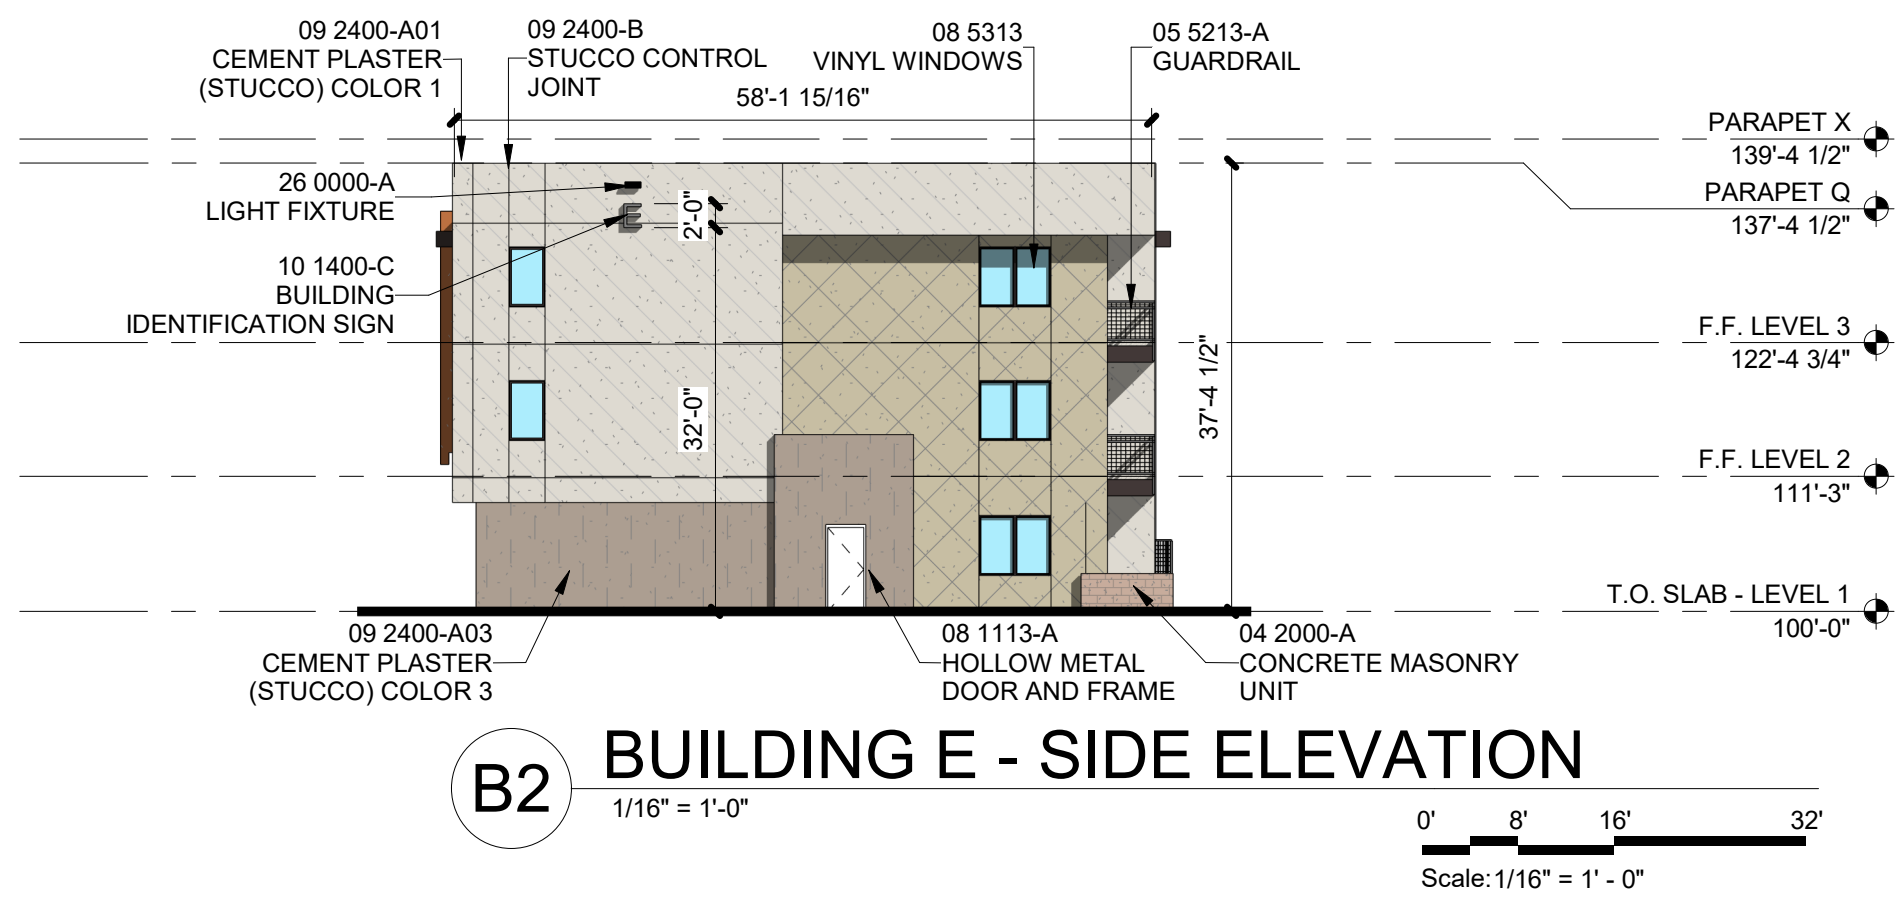 09 2400-A01
CEMENT PLASTER
(STUCCO) COLOR 1
09 2400-B
STUCCO CONTROL
JOINT
08 5313
VINYL WINDOWS
05 5213-A
GUARDRAIL
58'-1 15/16"
PARAPET X
139'-4 1/2"
PARAPET Q
137'-4 1/2"
26 0000-A
LIGHT FIXTURE
2'-0"
E
10 1400-C
BUILDING
IDENTIFICATION SIGN
F.F. LEVEL 3
122'-4 3/4"
37'-4 1/2"
32'-0"
F.F. LEVEL 2
111'-3"
T.O. SLAB - LEVEL 1
100'-0"
09 2400-A03
CEMENT PLASTER
(STUCCO) COLOR 3
08 1113-A
HOLLOW METAL
DOOR AND FRAME
04 2000-A
CONCRETE MASONRY
UNIT
B2
BUILDING E - SIDE ELEVATION
1/16" = 1'-0"
0' 8' 16' 32'
Scale: 1/16" = 1' - 0"